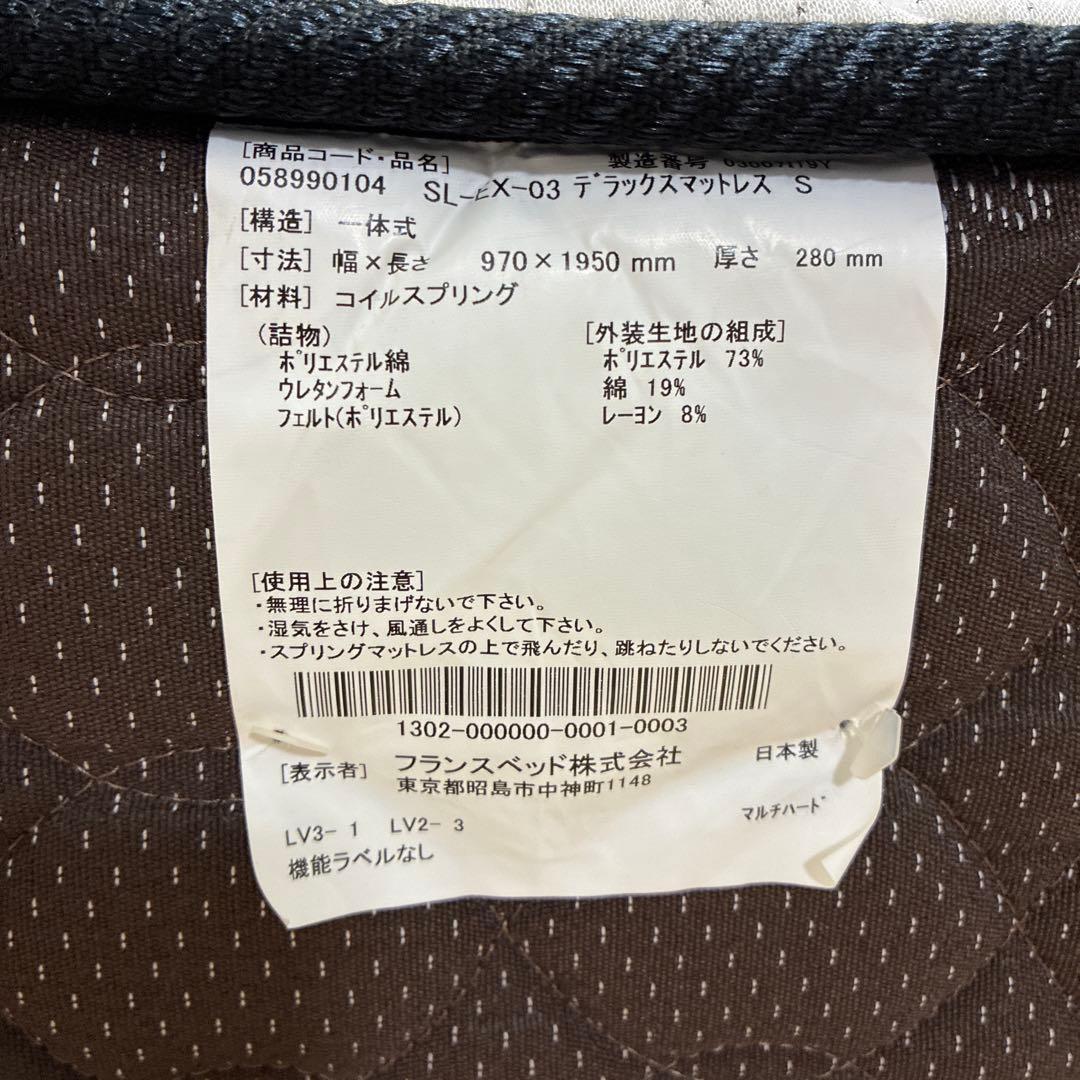 [商品コード・品名] 製造番号
058990104 SL-EX-03 デラックスマットレス S
[構造] 一体式
[寸法] 幅×長さ 970×1950 mm 厚さ 280 mm
[材料] コイルスプリング
(詰物) [外装生地の組成]
ポリエステル綿 ポリエステル 73%
ウレタンフォーム 綿 19%
フェルト(ポリエステル) レーヨン 8%
[使用上の注意]
・無理に折りまげないで下さい。
・湿気をさけ、風通しをよくして下さい。
・スプリングマットレスの上で飛んだり、跳ねたりしないでください。
1302-000000-0001-0003
[表示者] フランスベッド株式会社 日本製
東京都昭島市中神町1148
マルチハード
LV3- 1 LV2- 3
機能ラベルなし